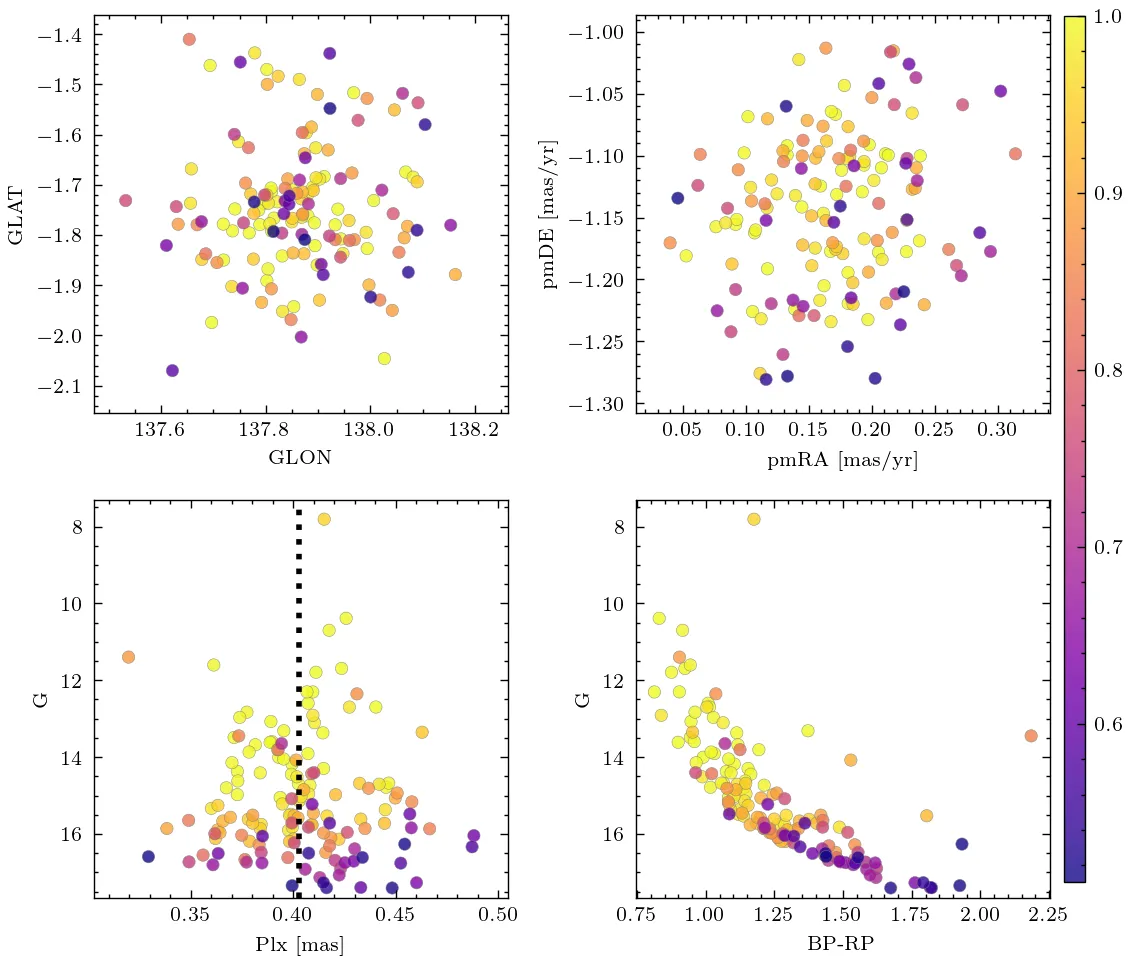 −1.4
−1.5
−1.6
−1.7
−1.8
−1.9
−2.0
−2.1
GLAT
137.6 137.8 138.0 138.2
GLON
−1.00
−1.05
−1.10
−1.15
−1.20
−1.25
−1.30
pmDE [mas/yr]
0.05 0.10 0.15 0.20 0.25 0.30
pmRA [mas/yr]
1.0
0.9
0.8
0.7
0.6
8
10
12
14
16
G
0.35 0.40 0.45 0.50
Plx [mas]
8
10
12
14
16
G
0.75 1.00 1.25 1.50 1.75 2.00 2.25
BP-RP